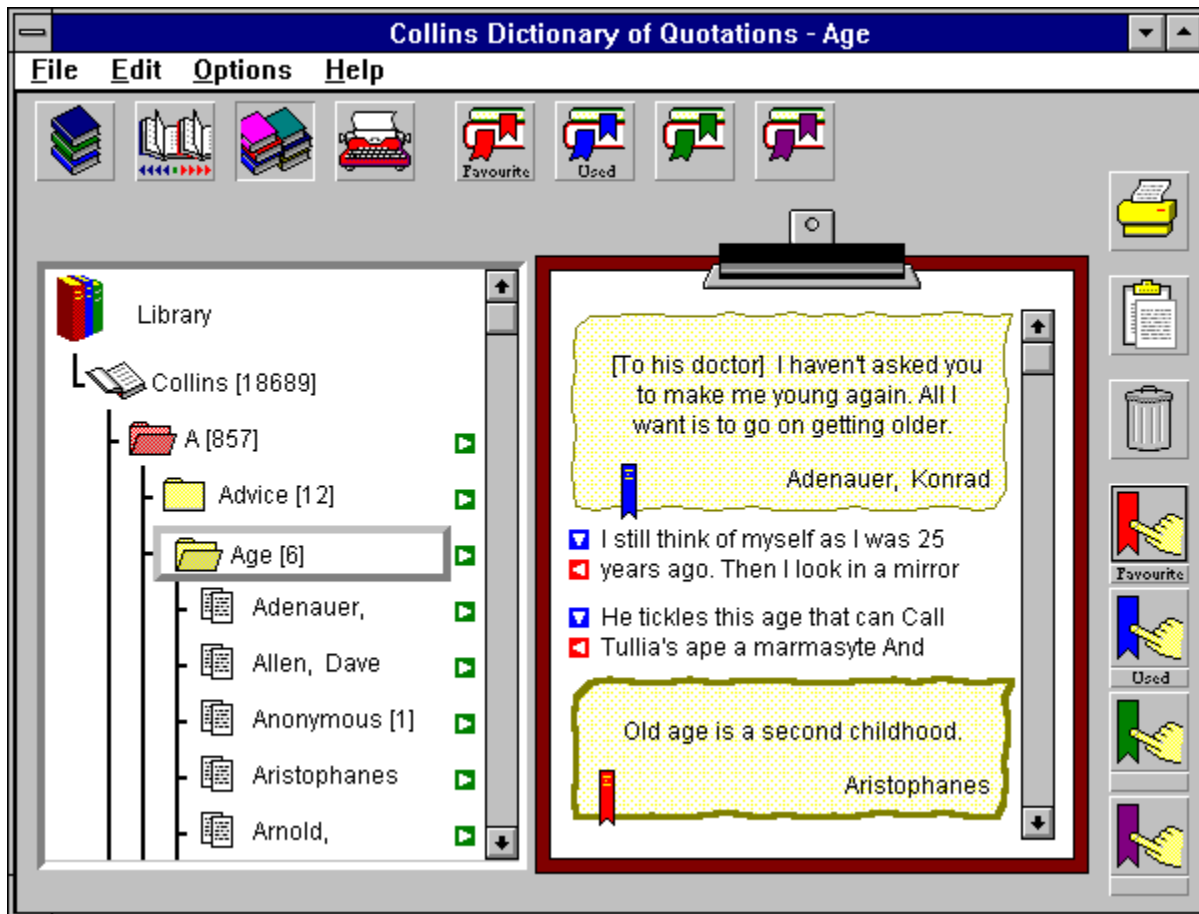 Collins Dictionary of Quotations - Age
File Edit Options Help
Favourite
Used
Library
Collins [18689]
A [857]
Advice [12]
Age [6]
Adenauer,
Allen, Dave
Anonymous [1]
Aristophanes
Arnold,
[To his doctor] I haven't asked you
to make me young again. All I
want is to go on getting older.
Adenauer, Konrad
I still think of myself as I was 25
years ago. Then I look in a mirror
He tickles this age that can Call
Tullia's ape a marmasyte And
Old age is a second childhood.
Aristophanes
Favourite
Used